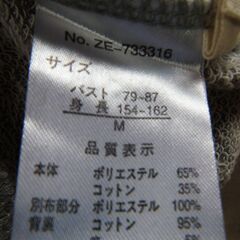 No. ZE-733316
サイズ
バスト 79-87
身長 154-162
M
品質表示
本体 ポリエステル 65%
コットン 35%
別布部分 ポリエステル 100%
背裏 コットン 95%
5%